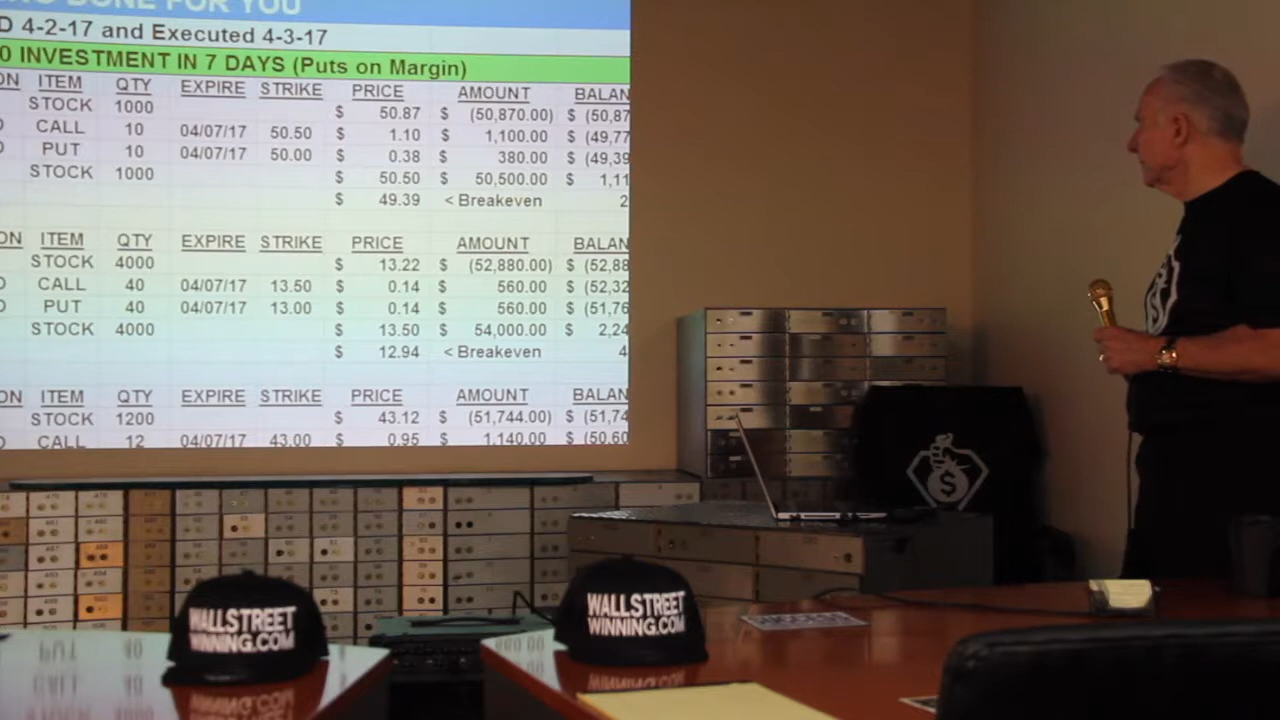 DONE FOR YOU
D 4-2-17 and Executed 4-3-17
0 INVESTMENT IN 7 DAYS (Puts on Margin)
ON ITEM QTY EXPIRE STRIKE PRICE AMOUNT BALAN
STOCK 1000 $ 50.87 $ (50,870.00) $ (50,87
D CALL 10 04/07/17 50.50 $ 1.10 $ 1,100.00 $ (49,77
D PUT 10 04/07/17 50.00 $ 0.38 $ 380.00 $ (49,39
STOCK 1000 $ 50.50 $ 50,500.00 $ 1,11
$ 49.39 < Breakeven 2
ON ITEM QTY EXPIRE STRIKE PRICE AMOUNT BALAN
STOCK 4000 $ 13.22 $ (52,880.00) $ (52,88
D CALL 40 04/07/17 13.50 $ 0.14 $ 560.00 $ (52,32
D PUT 40 04/07/17 13.00 $ 0.14 $ 560.00 $ (51,76
STOCK 4000 $ 13.50 $ 54,000.00 $ 2,24
$ 12.94 < Breakeven 4
ON ITEM QTY EXPIRE STRIKE PRICE AMOUNT BALAN
STOCK 1200 $ 43.12 $ (51,744.00) $ (51,74
D CALL 12 04/07/17 43.00 $ 0.95 $ 1,140.00 $ (50,60
$
$
WALLSTREET
WINNING.COM
WALLSTREET
WINNING.COM